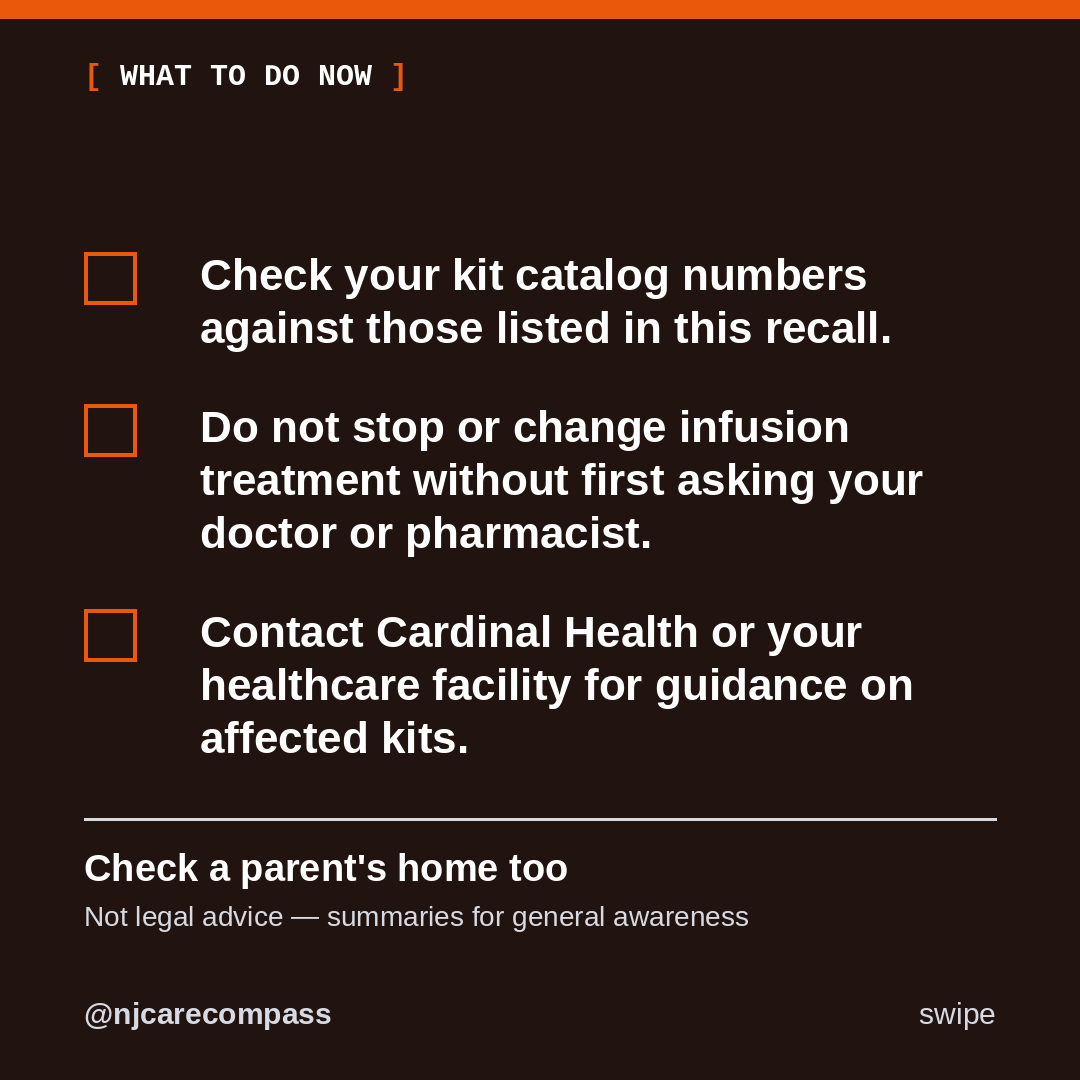 [ WHAT TO DO NOW ]
Check your kit catalog numbers
against those listed in this recall.
Do not stop or change infusion
treatment without first asking your
doctor or pharmacist.
Contact Cardinal Health or your
healthcare facility for guidance on
affected kits.
Check a parent's home too
Not legal advice — summaries for general awareness
@njcarecompass
swipe